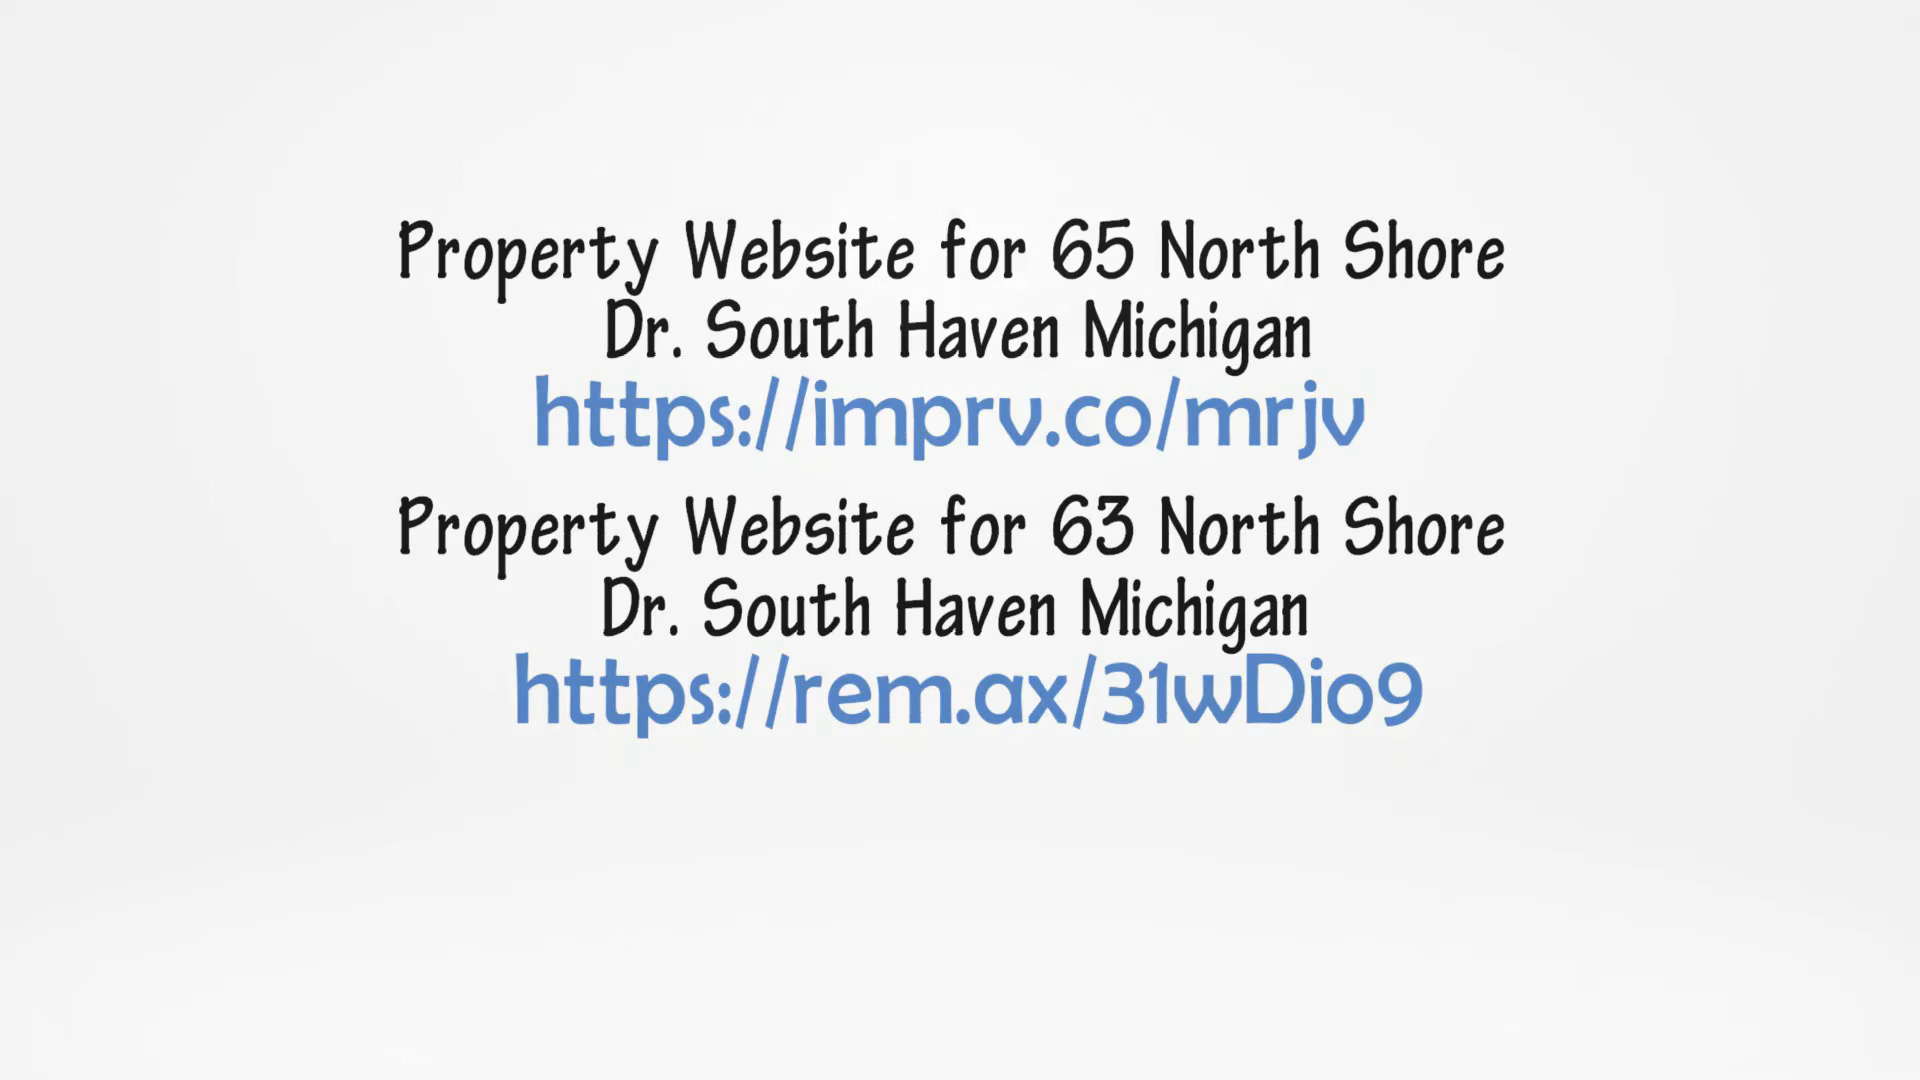 Property Website for 65 North Shore
Dr. South Haven Michigan
https://imprv.co/mrjv
Property Website for 63 North Shore
Dr. South Haven Michigan
https://rem.ax/31wDio9